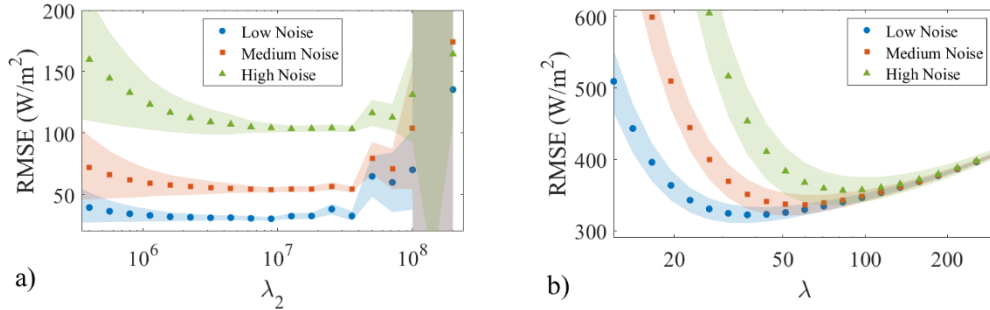 200
150
100
50
RMSE (W/m²)
Low Noise
Medium Noise
High Noise
10⁶
10⁷
10⁸
λ₂
a)
600
500
400
300
RMSE (W/m²)
Low Noise
Medium Noise
High Noise
20
50
100
200
λ
b)